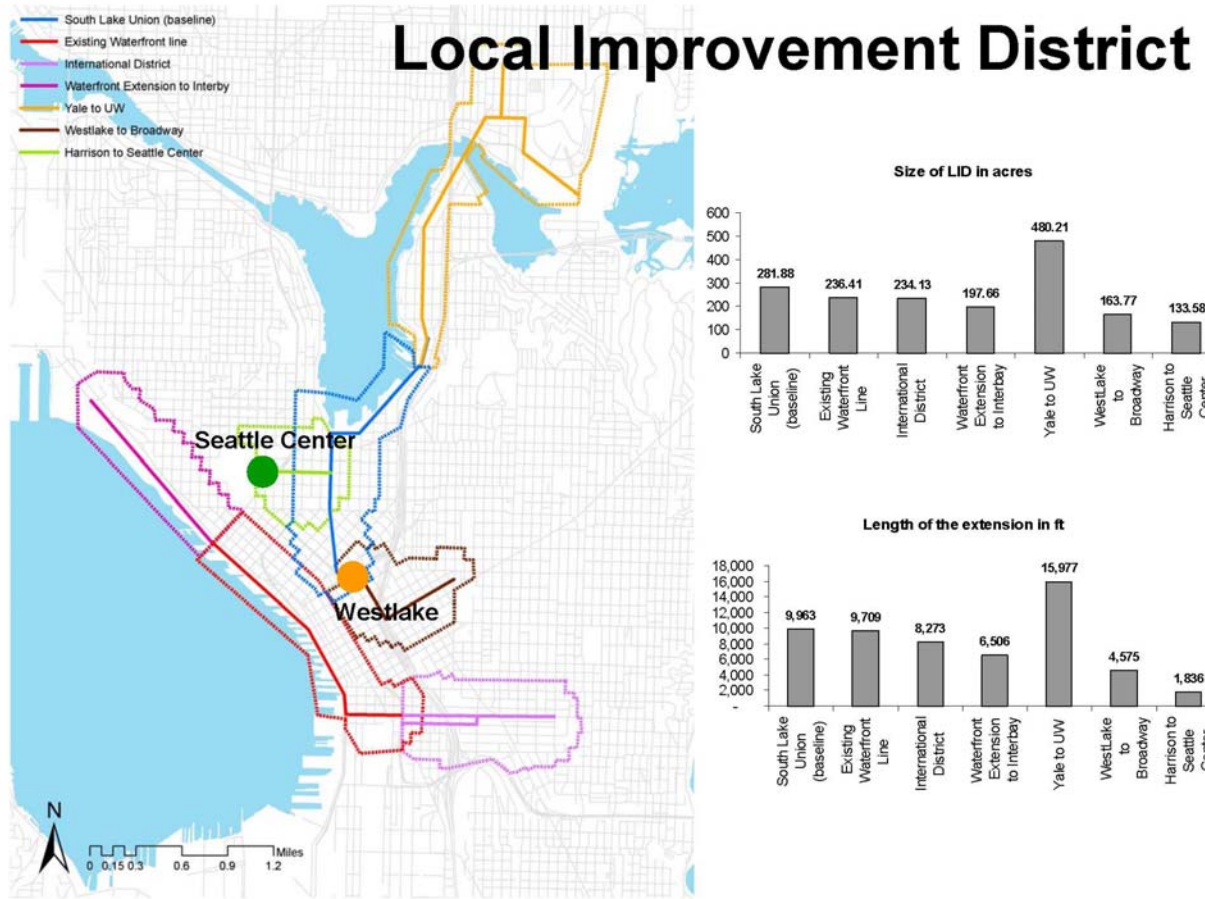 Local Improvement District
South Lake Union (baseline)
Existing Waterfront line
International District
Waterfront Extension to Interby
Yale to UW
Westlake to Broadway
Harrison to Seattle Center
Seattle Center
Westlake
N
Miles
0 0.15 0.3 0.6 0.9 1.2
Size of LID in acres
600
500
400
300
200
100
0
281.88
236.41
234.13
197.66
480.21
163.77
133.58
South Lake
Union
(baseline)
Existing
Waterfront
Line
International
District
Waterfront
Extension
to Interbay
Yale to UW
WestLake
to
Broadway
Harrison to
Seattle
Center
Length of the extension in ft
18,000
16,000
14,000
12,000
10,000
8,000
6,000
4,000
2,000
-
9,963
9,709
8,273
6,506
15,977
4,575
1,836
South Lake
Union
(baseline)
Existing
Waterfront
Line
International
District
Waterfront
Extension
to Interbay
Yale to UW
WestLake
to
Broadway
Harrison to
Seattle
Center